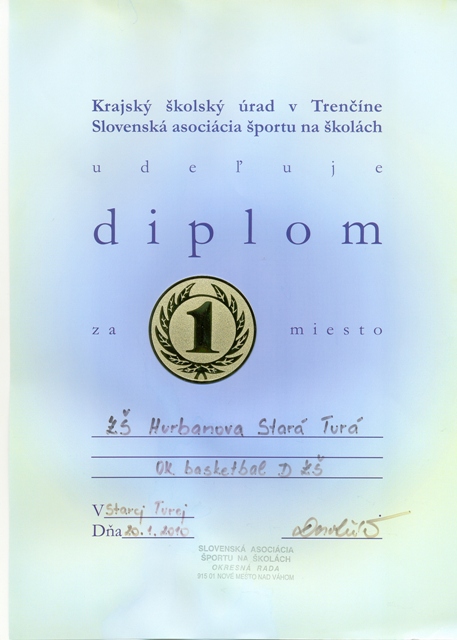 Krajský školský úrad v Trenčíne
Slovenská asociácia športu na školách
udeľuje
diplom
za 1 miesto
ZŠ Hurbanova Stará Turá
OK basketbal D ZŠ
V Starej Turej
Dňa 20.1.2010
SLOVENSKÁ ASOCIÁCIA
ŠPORTU NA ŠKOLÁCH
OKRESNÁ RADA
915 01 NOVÉ MESTO NAD VÁHOM